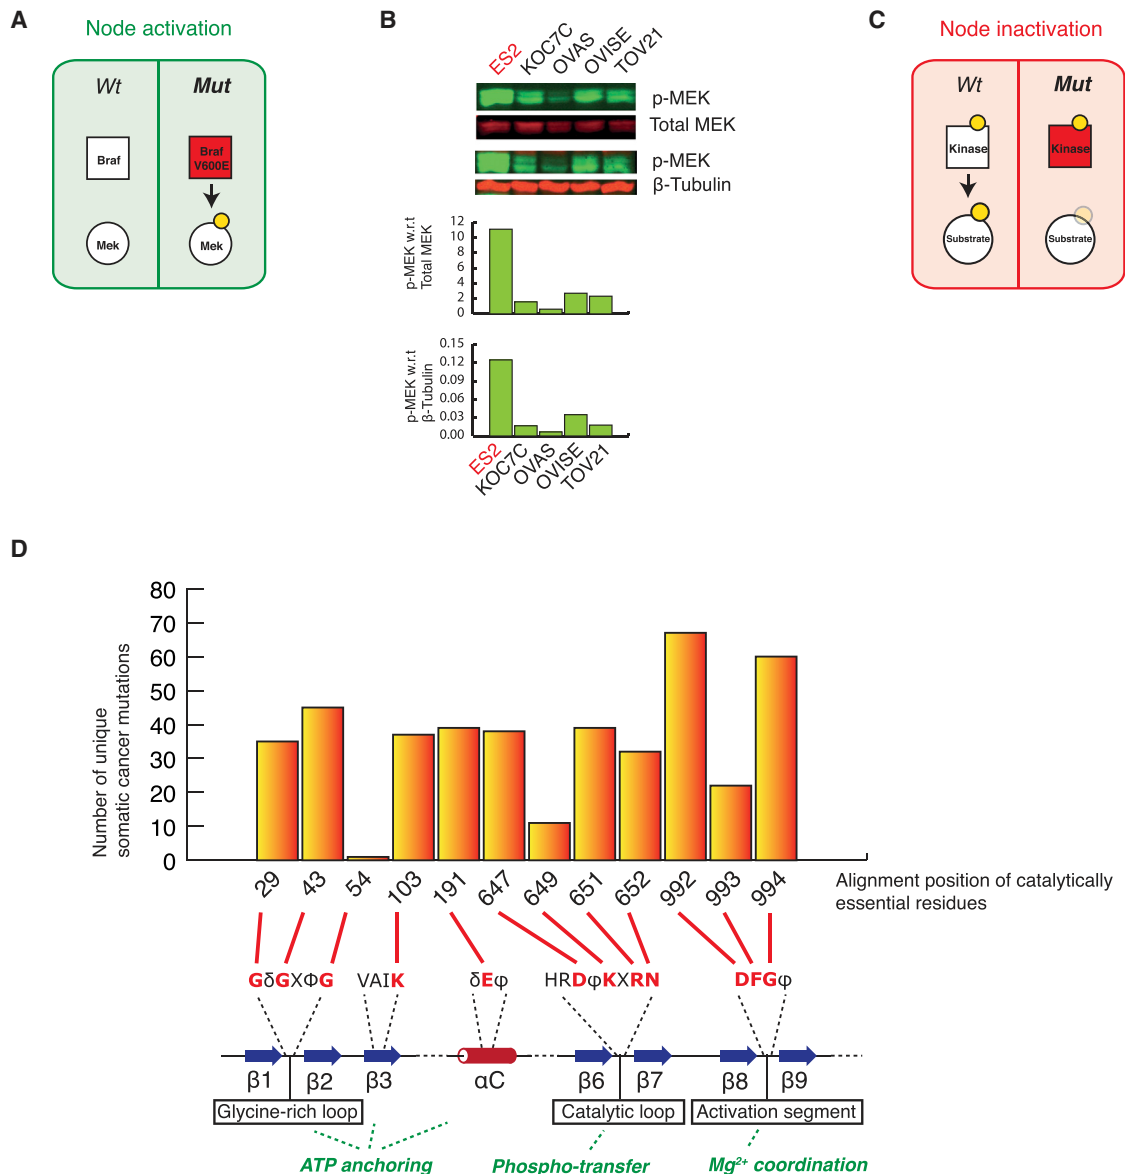 A
Node activation
Wt
Mut
Braf
Braf
V600E
Mek
Mek
B
ES2
KOC7C
OVAS
OVISE
TOV21
p-MEK
Total MEK
p-MEK
β-Tubulin
p-MEK w.r.t
Total MEK
12
10
8
6
4
2
0
p-MEK w.r.t
β-Tubulin
0.15
0.12
0.09
0.06
0.03
0.00
ES2
KOC7C
OVAS
OVISE
TOV21
C
Node inactivation
Wt
Mut
Kinase
Kinase
Substrate
Substrate
D
Number of unique
somatic cancer mutations
80
70
60
50
40
30
20
10
0
29
43
54
103
191
647
649
651
652
992
993
994
Alignment position of catalytically
essential residues
GδGXΦG
VAIK
δEφ
HRDφKXRN
DFGφ
β1
β2
β3
αC
β6
β7
β8
β9
Glycine-rich loop
Catalytic loop
Activation segment
ATP anchoring
Phospho-transfer
Mg²⁺ coordination